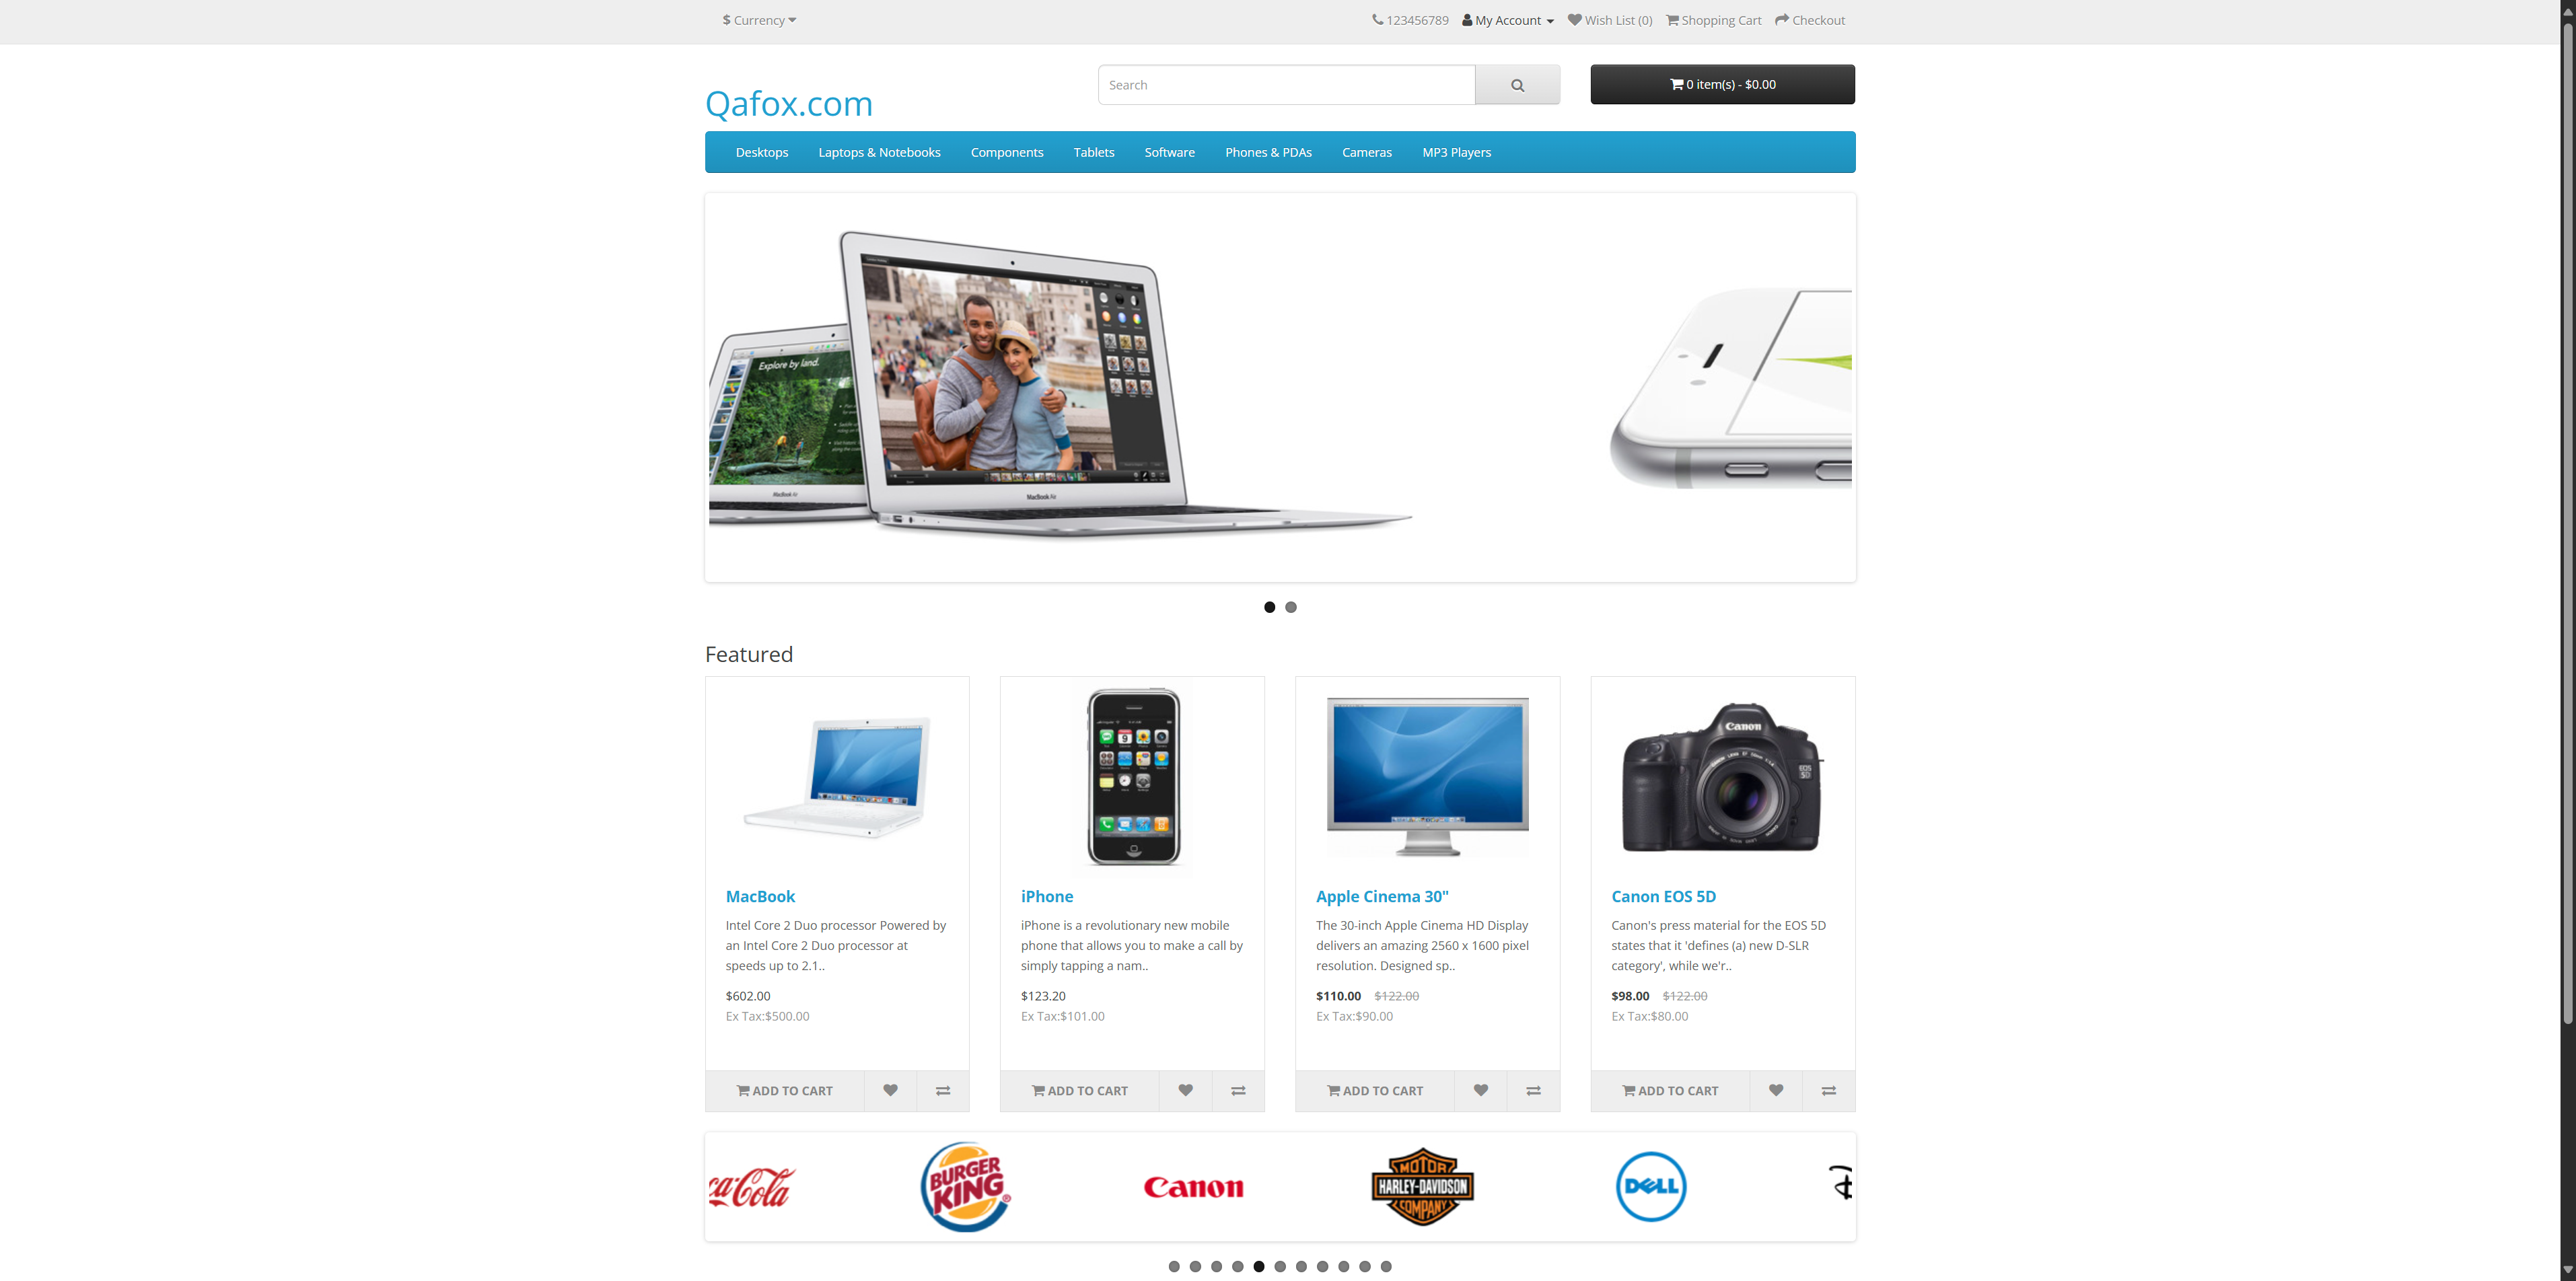 $ Currency
123456789
My Account
Wish List (0)
Shopping Cart
Checkout
Qafox.com
Search
0 item(s) - $0.00
Desktops
Laptops & Notebooks
Components
Tablets
Software
Phones & PDAs
Cameras
MP3 Players
Explore by land.
MacBook Air
MacBook Air
Featured
Canon
EOS
5D
MacBook
Intel Core 2 Duo processor Powered by
an Intel Core 2 Duo processor at
speeds up to 2.1..
$602.00
Ex Tax:$500.00
ADD TO CART
iPhone
iPhone is a revolutionary new mobile
phone that allows you to make a call by
simply tapping a nam..
$123.20
Ex Tax:$101.00
ADD TO CART
Apple Cinema 30"
The 30-inch Apple Cinema HD Display
delivers an amazing 2560 x 1600 pixel
resolution. Designed sp..
$110.00 $122.00
Ex Tax:$90.00
ADD TO CART
Canon EOS 5D
Canon's press material for the EOS 5D
states that it 'defines (a) new D-SLR
category', while we'r..
$98.00 $122.00
Ex Tax:$80.00
ADD TO CART
ca-Cola
BURGER
KING
Canon
MOTOR
HARLEY-DAVIDSON
COMPANY
DELL